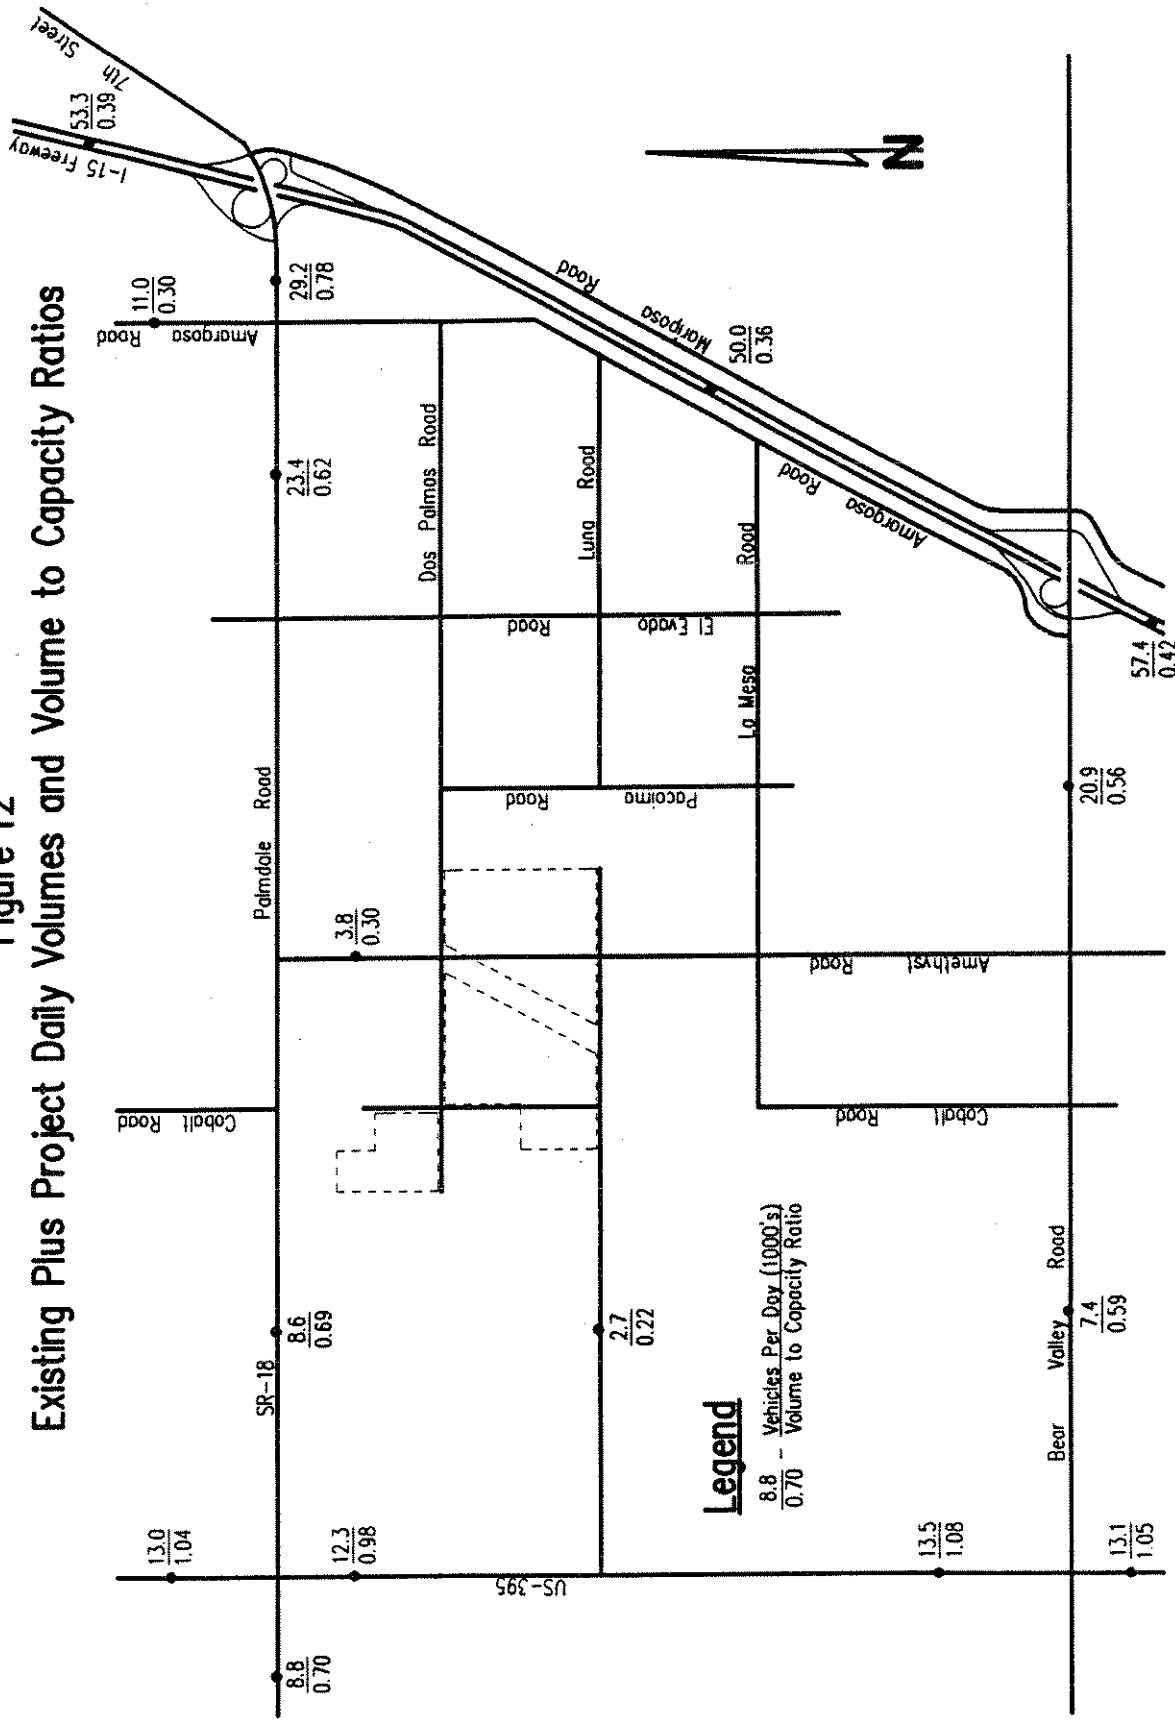 Figure 12
Existing Plus Project Daily Volumes and Volume to Capacity Ratios
7th
Street
I-15 Freeway
53.3
0.39
11.0
0.30
Amargosa Road
29.2
0.78
23.4
0.62
Palmdale Road
SR-18
8.6
0.69
8.8
0.70
13.0
1.04
12.3
0.98
Cobalt Road
3.8
0.30
Dos Palmas Road
Luna Road
El Evado Road
Pacoima Road
La Mesa Road
Mariposa Road
50.0
0.36
Amargosa Road
N
2.7
0.22
US-395
Amethyst Road
Cobalt Road
Legend
8.8 - Vehicles Per Day (1000's)
0.70 Volume to Capacity Ratio
13.5
1.08
13.1
1.05
Bear Valley Road
7.4
0.59
20.9
0.56
57.4
0.42